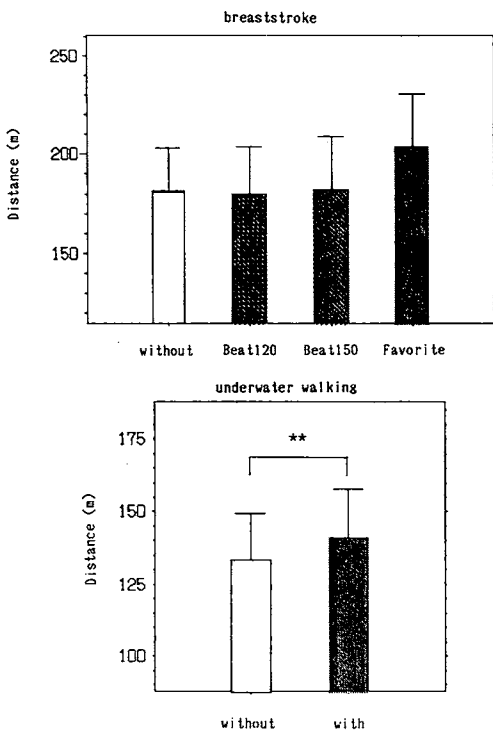 breaststroke
250
200
150
Distance (m)
without Beat120 Beat150 Favorite
underwater walking
**
175
150
125
100
Distance (m)
without with